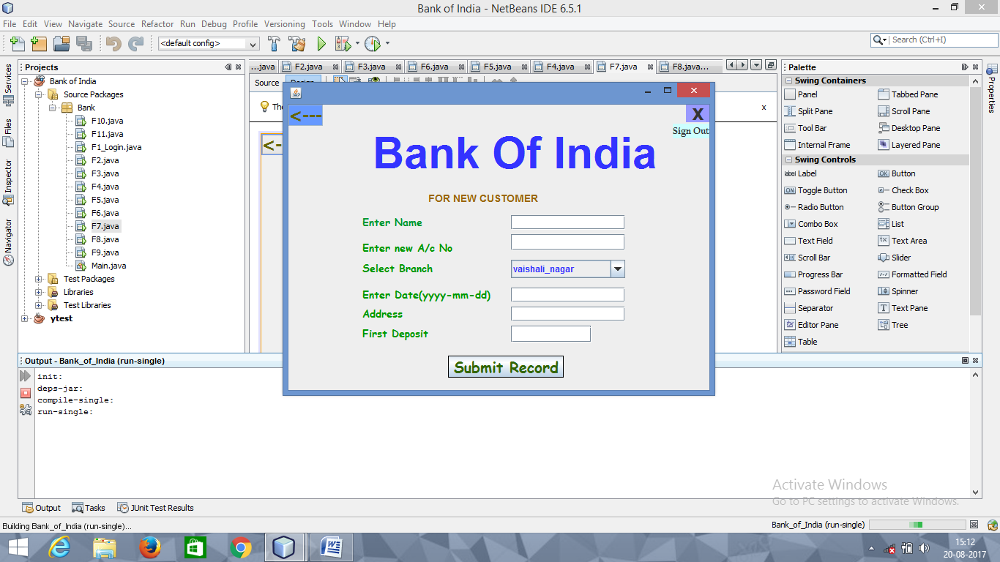 Bank of India - NetBeans IDE 6.5.1
File Edit View Navigate Source Refactor Run Debug Profile Versioning Tools Window Help
<default config>
Search (Ctrl+I)
Services
Files
Inspector
Navigator
Projects
Bank of India
Source Packages
Bank
F10.java
F11.java
F1_Login.java
F2.java
F3.java
F4.java
F5.java
F6.java
F7.java
F8.java
F9.java
Main.java
Test Packages
Libraries
Test Libraries
ytest
...java F2.java F3.java F6.java F5.java F4.java F7.java F8.java...
Source
x
<---
X
Sign Out
Bank Of India
FOR NEW CUSTOMER
Enter Name
Enter new A/c No
Select Branch vaishali_nagar
Enter Date(yyyy-mm-dd)
Address
First Deposit
Submit Record
Palette
Swing Containers
Panel Tabbed Pane
Split Pane Scroll Pane
Tool Bar Desktop Pane
Internal Frame Layered Pane
Swing Controls
label Label OK Button
ON Toggle Button Check Box
Radio Button Button Group
Combo Box List
Text Field Text Area
Scroll Bar Slider
Progress Bar Formatted Field
Password Field Spinner
Separator Text Pane
Editor Pane Tree
Table
Properties
Output - Bank_of_India (run-single)
init:
deps-jar:
compile-single:
run-single:
Activate Windows
Go to PC settings to activate Windows.
Output Tasks JUnit Test Results
Building Bank_of_India (run-single)...
Bank_of_India (run-single)
15:12
20-08-2017